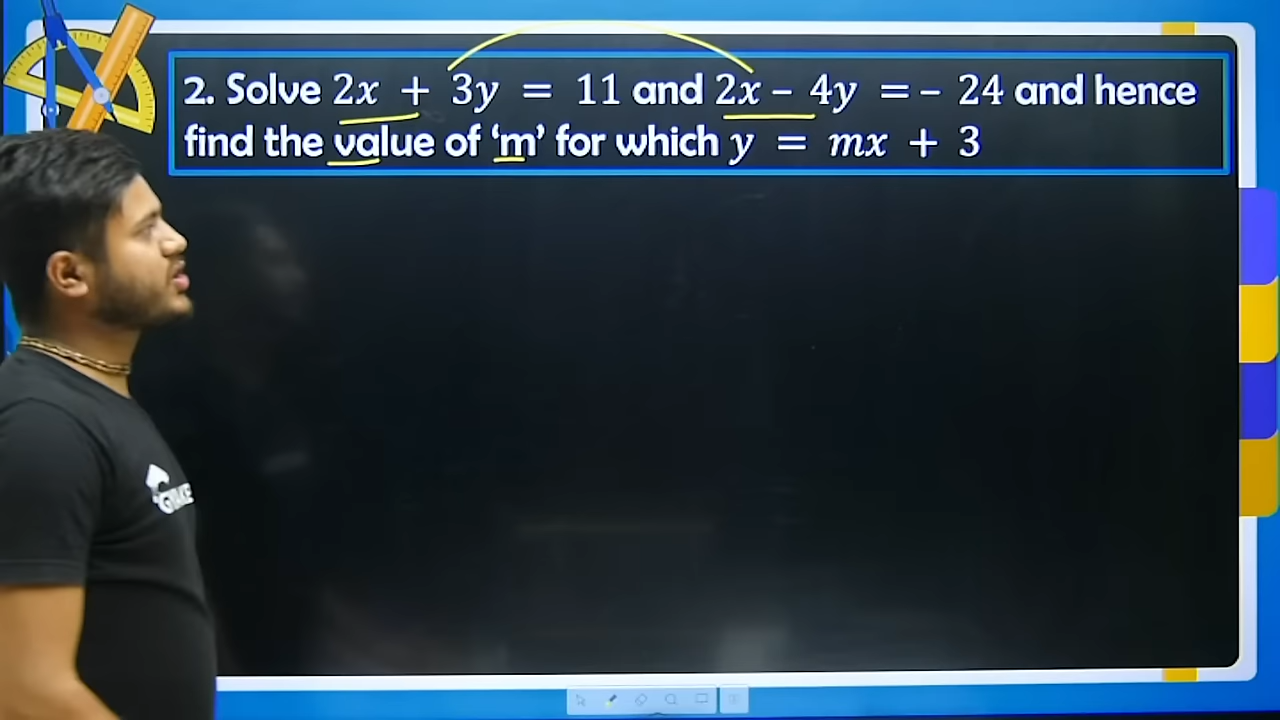 2. Solve 2x + 3y = 11 and 2x – 4y = – 24 and hence
find the value of ‘m’ for which y = mx + 3